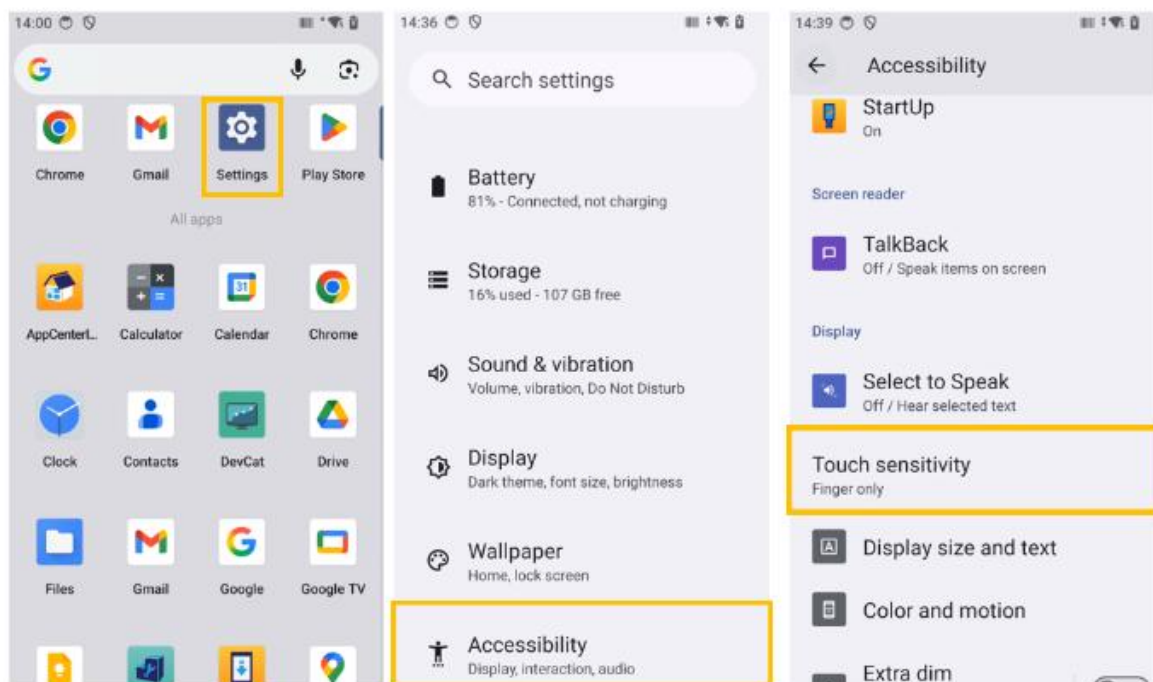 14:00
Chrome
Gmail
Settings
Play Store
All apps
31
AppCenterL...
Calculator
Calendar
Chrome
Clock
Contacts
DevCat
Drive
Files
Gmail
Google
Google TV
14:36
Search settings
Battery
81% - Connected, not charging
Storage
16% used - 107 GB free
Sound & vibration
Volume, vibration, Do Not Disturb
Display
Dark theme, font size, brightness
Wallpaper
Home, lock screen
Accessibility
Display, interaction, audio
14:39
Accessibility
StartUp
On
Screen reader
TalkBack
Off / Speak items on screen
Display
Select to Speak
Off / Hear selected text
Touch sensitivity
Finger only
Display size and text
Color and motion
Extra dim